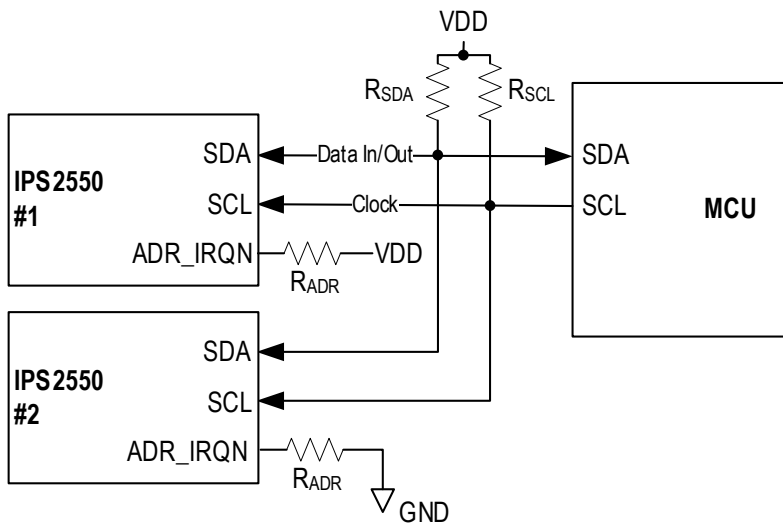 VDD
RSDA
RSCL
IPS2550
#1
SDA
Data In/Out
SDA
SCL
Clock
SCL
MCU
ADR_IRQN
VDD
RADR
IPS2550
#2
SDA
SCL
ADR_IRQN
RADR
GND